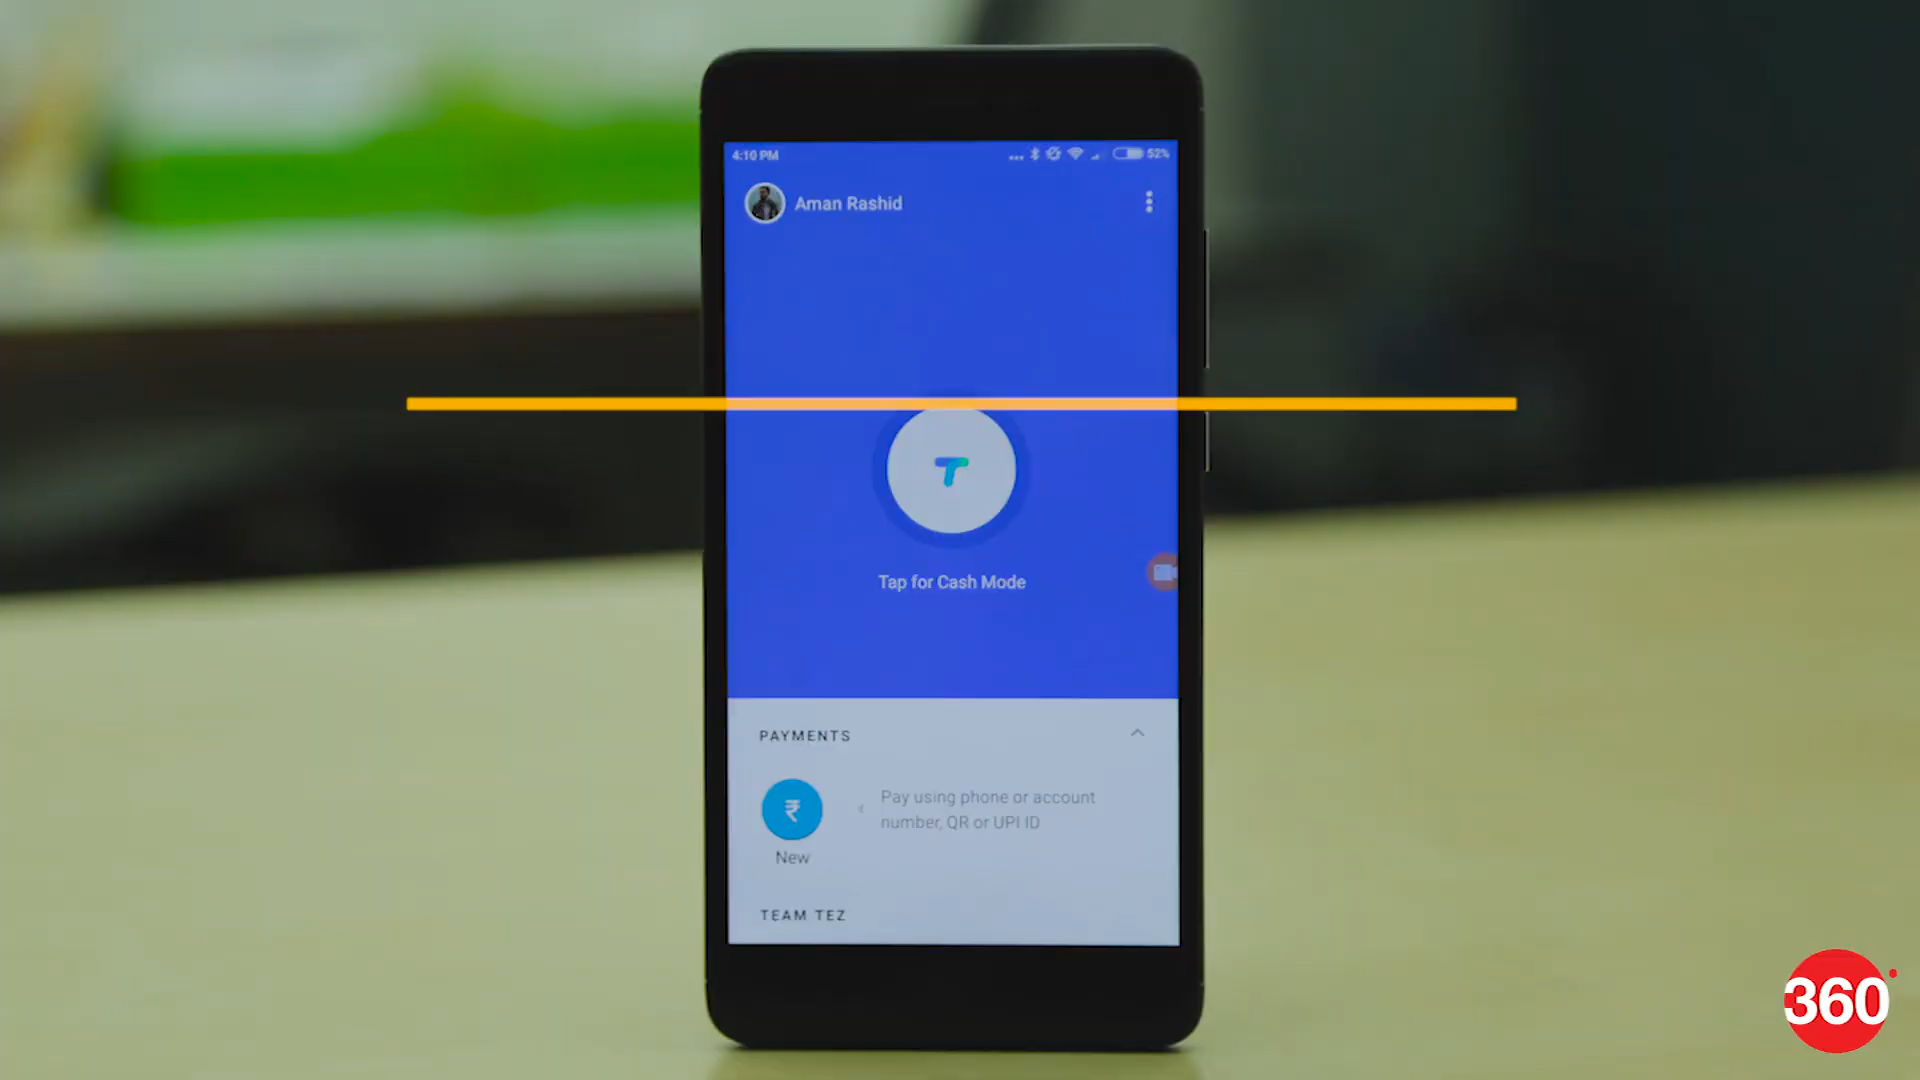 4:10 PM
52%
Aman Rashid
Tap for Cash Mode
PAYMENTS
Pay using phone or account
number, QR or UPI ID
₹
New
TEAM TEZ
360